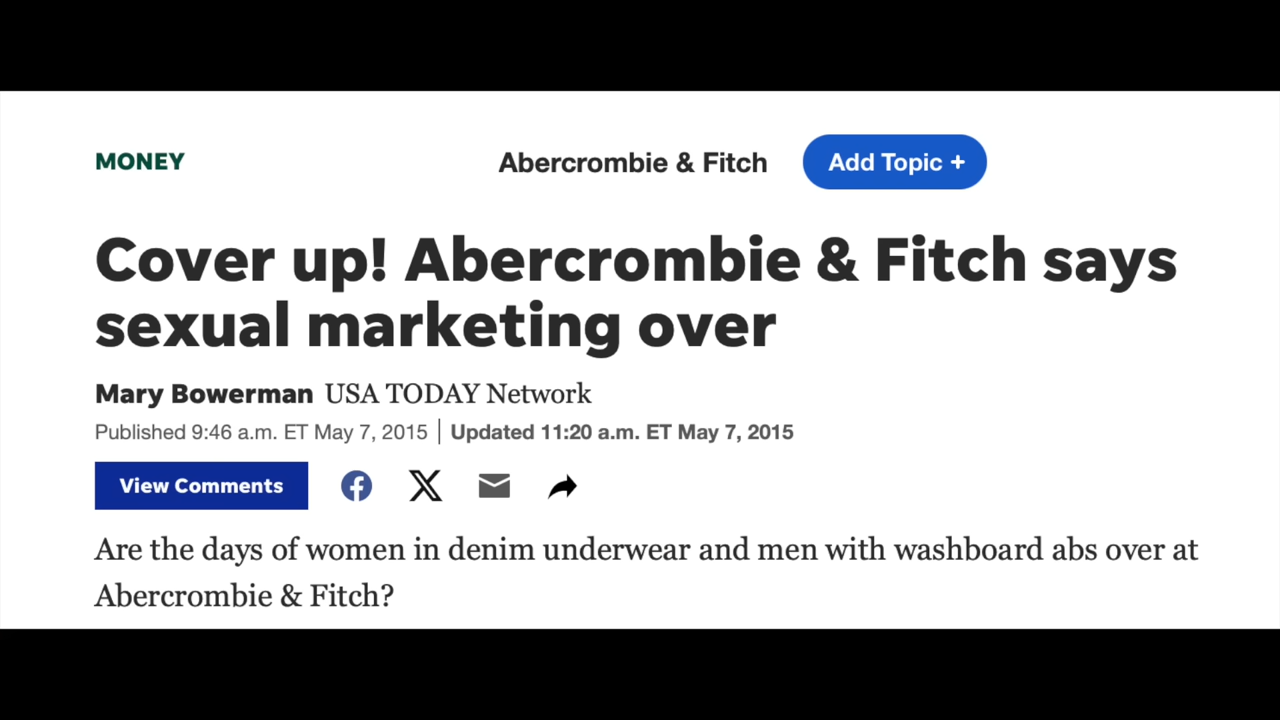 MONEY
Abercrombie & Fitch
Add Topic +
Cover up! Abercrombie & Fitch says
sexual marketing over
Mary Bowerman USA TODAY Network
Published 9:46 a.m. ET May 7, 2015 | Updated 11:20 a.m. ET May 7, 2015
View Comments
Are the days of women in denim underwear and men with washboard abs over at
Abercrombie & Fitch?